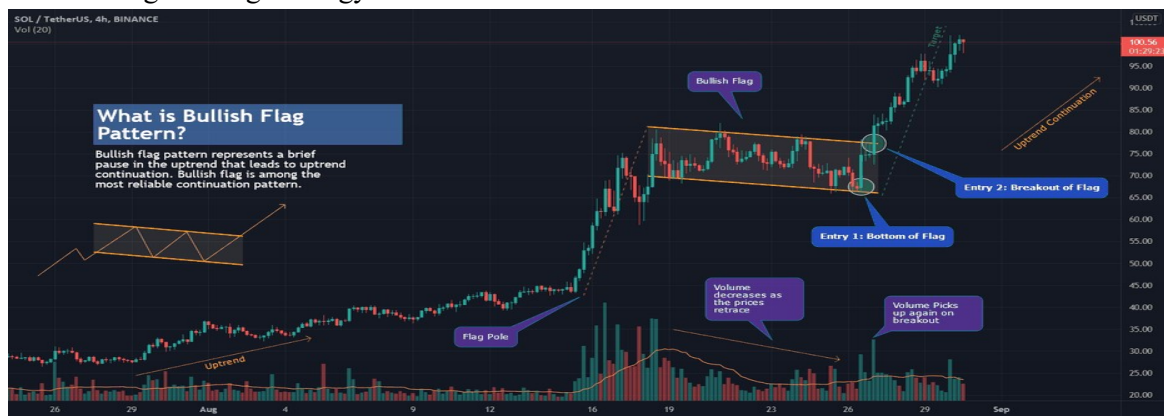 SOL / TetherUS, 4h, BINANCE
Vol (20)
USDT
100.56
01:29:23
95.00
90.00
85.00
80.00
75.00
70.00
65.00
60.00
55.00
50.00
45.00
40.00
35.00
30.00
25.00
20.00
What is Bullish Flag
Pattern?
Bullish flag pattern represents a brief
pause in the uptrend that leads to uptrend
continuation. Bullish flag is among the
most reliable continuation pattern.
Bullish Flag
Target
Uptrend Continuation
Entry 2: Breakout of Flag
Entry 1: Bottom of Flag
Flag Pole
Uptrend
Volume
decreases as
the prices
retrace
Volume Picks
up again on
breakout
26
29
Aug
4
9
12
16
19
23
26
29
Sep